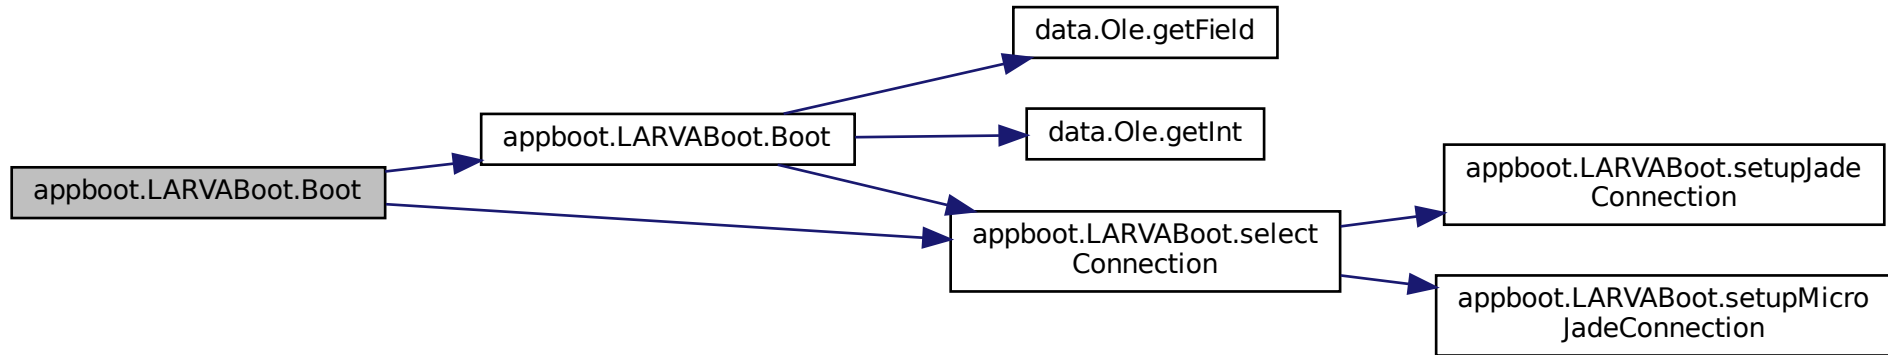 appboot.LARVABoot.Boot
appboot.LARVABoot.Boot
data.Ole.getField
data.Ole.getInt
appboot.LARVABoot.select
Connection
appboot.LARVABoot.setupJade
Connection
appboot.LARVABoot.setupMicro
JadeConnection